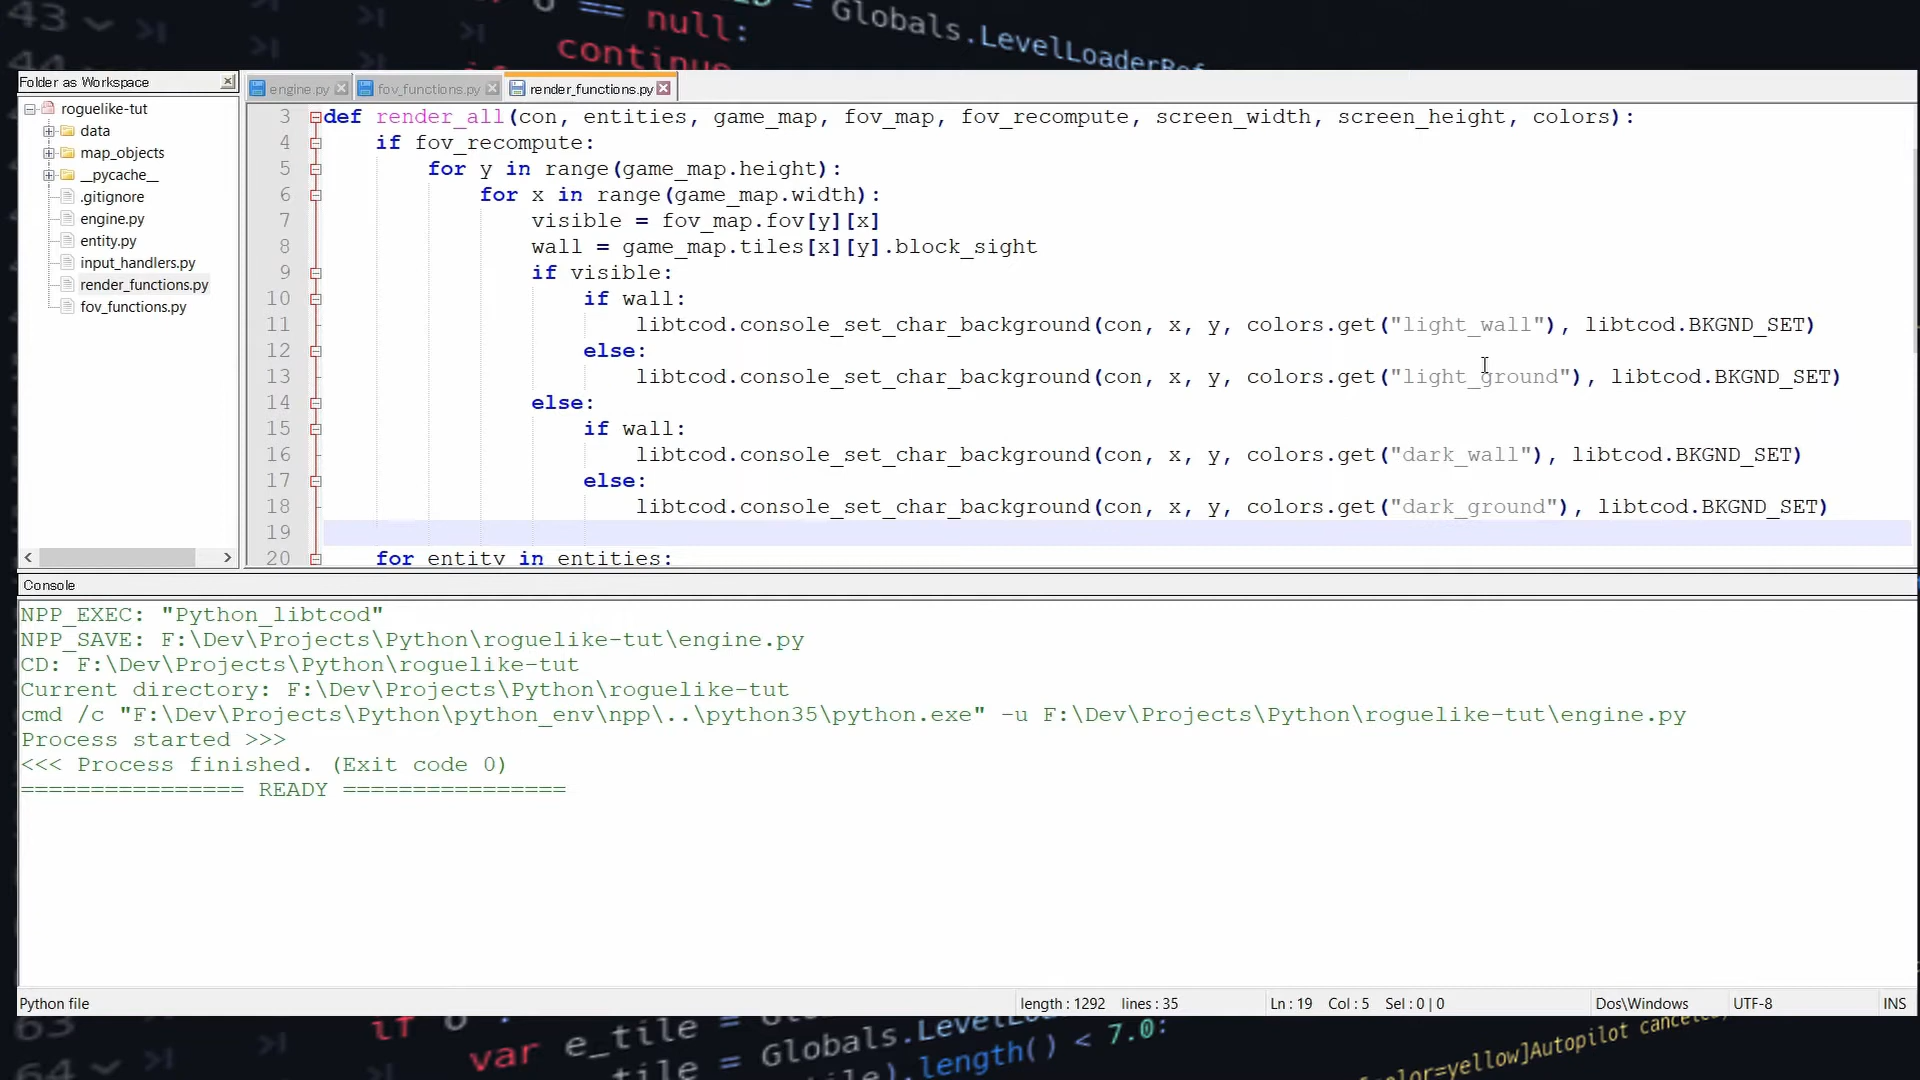 43
== null:
= Globals.LevelLoaderRef
44
continue
Folder as Workspace
roguelike-tut
data
map_objects
__pycache__
.gitignore
engine.py
entity.py
input_handlers.py
render_functions.py
fov_functions.py
engine.py
fov_functions.py
render_functions.py
3 def render_all(con, entities, game_map, fov_map, fov_recompute, screen_width, screen_height, colors):
4 if fov_recompute:
5 for y in range(game_map.height):
6 for x in range(game_map.width):
7 visible = fov_map.fov[y][x]
8 wall = game_map.tiles[x][y].block_sight
9 if visible:
10 if wall:
11 libtcod.console_set_char_background(con, x, y, colors.get("light_wall"), libtcod.BKGND_SET)
12 else:
13 libtcod.console_set_char_background(con, x, y, colors.get("light_ground"), libtcod.BKGND_SET)
14 else:
15 if wall:
16 libtcod.console_set_char_background(con, x, y, colors.get("dark_wall"), libtcod.BKGND_SET)
17 else:
18 libtcod.console_set_char_background(con, x, y, colors.get("dark_ground"), libtcod.BKGND_SET)
19
20 for entity in entities:
Console
NPP_EXEC: "Python_libtcod"
NPP_SAVE: F:\Dev\Projects\Python\roguelike-tut\engine.py
CD: F:\Dev\Projects\Python\roguelike-tut
Current directory: F:\Dev\Projects\Python\roguelike-tut
cmd /c "F:\Dev\Projects\Python\python_env\npp\..\python35\python.exe" -u F:\Dev\Projects\Python\roguelike-tut\engine.py
Process started >>>
<<< Process finished. (Exit code 0)
================ READY ================
Python file
length : 1292 lines : 35
Ln : 19 Col : 5 Sel : 0 | 0
Dos\Windows
UTF-8
INS
63
if
64
var e_tile = Globals.
.length() < 7.0:
=yellow]Autopilot